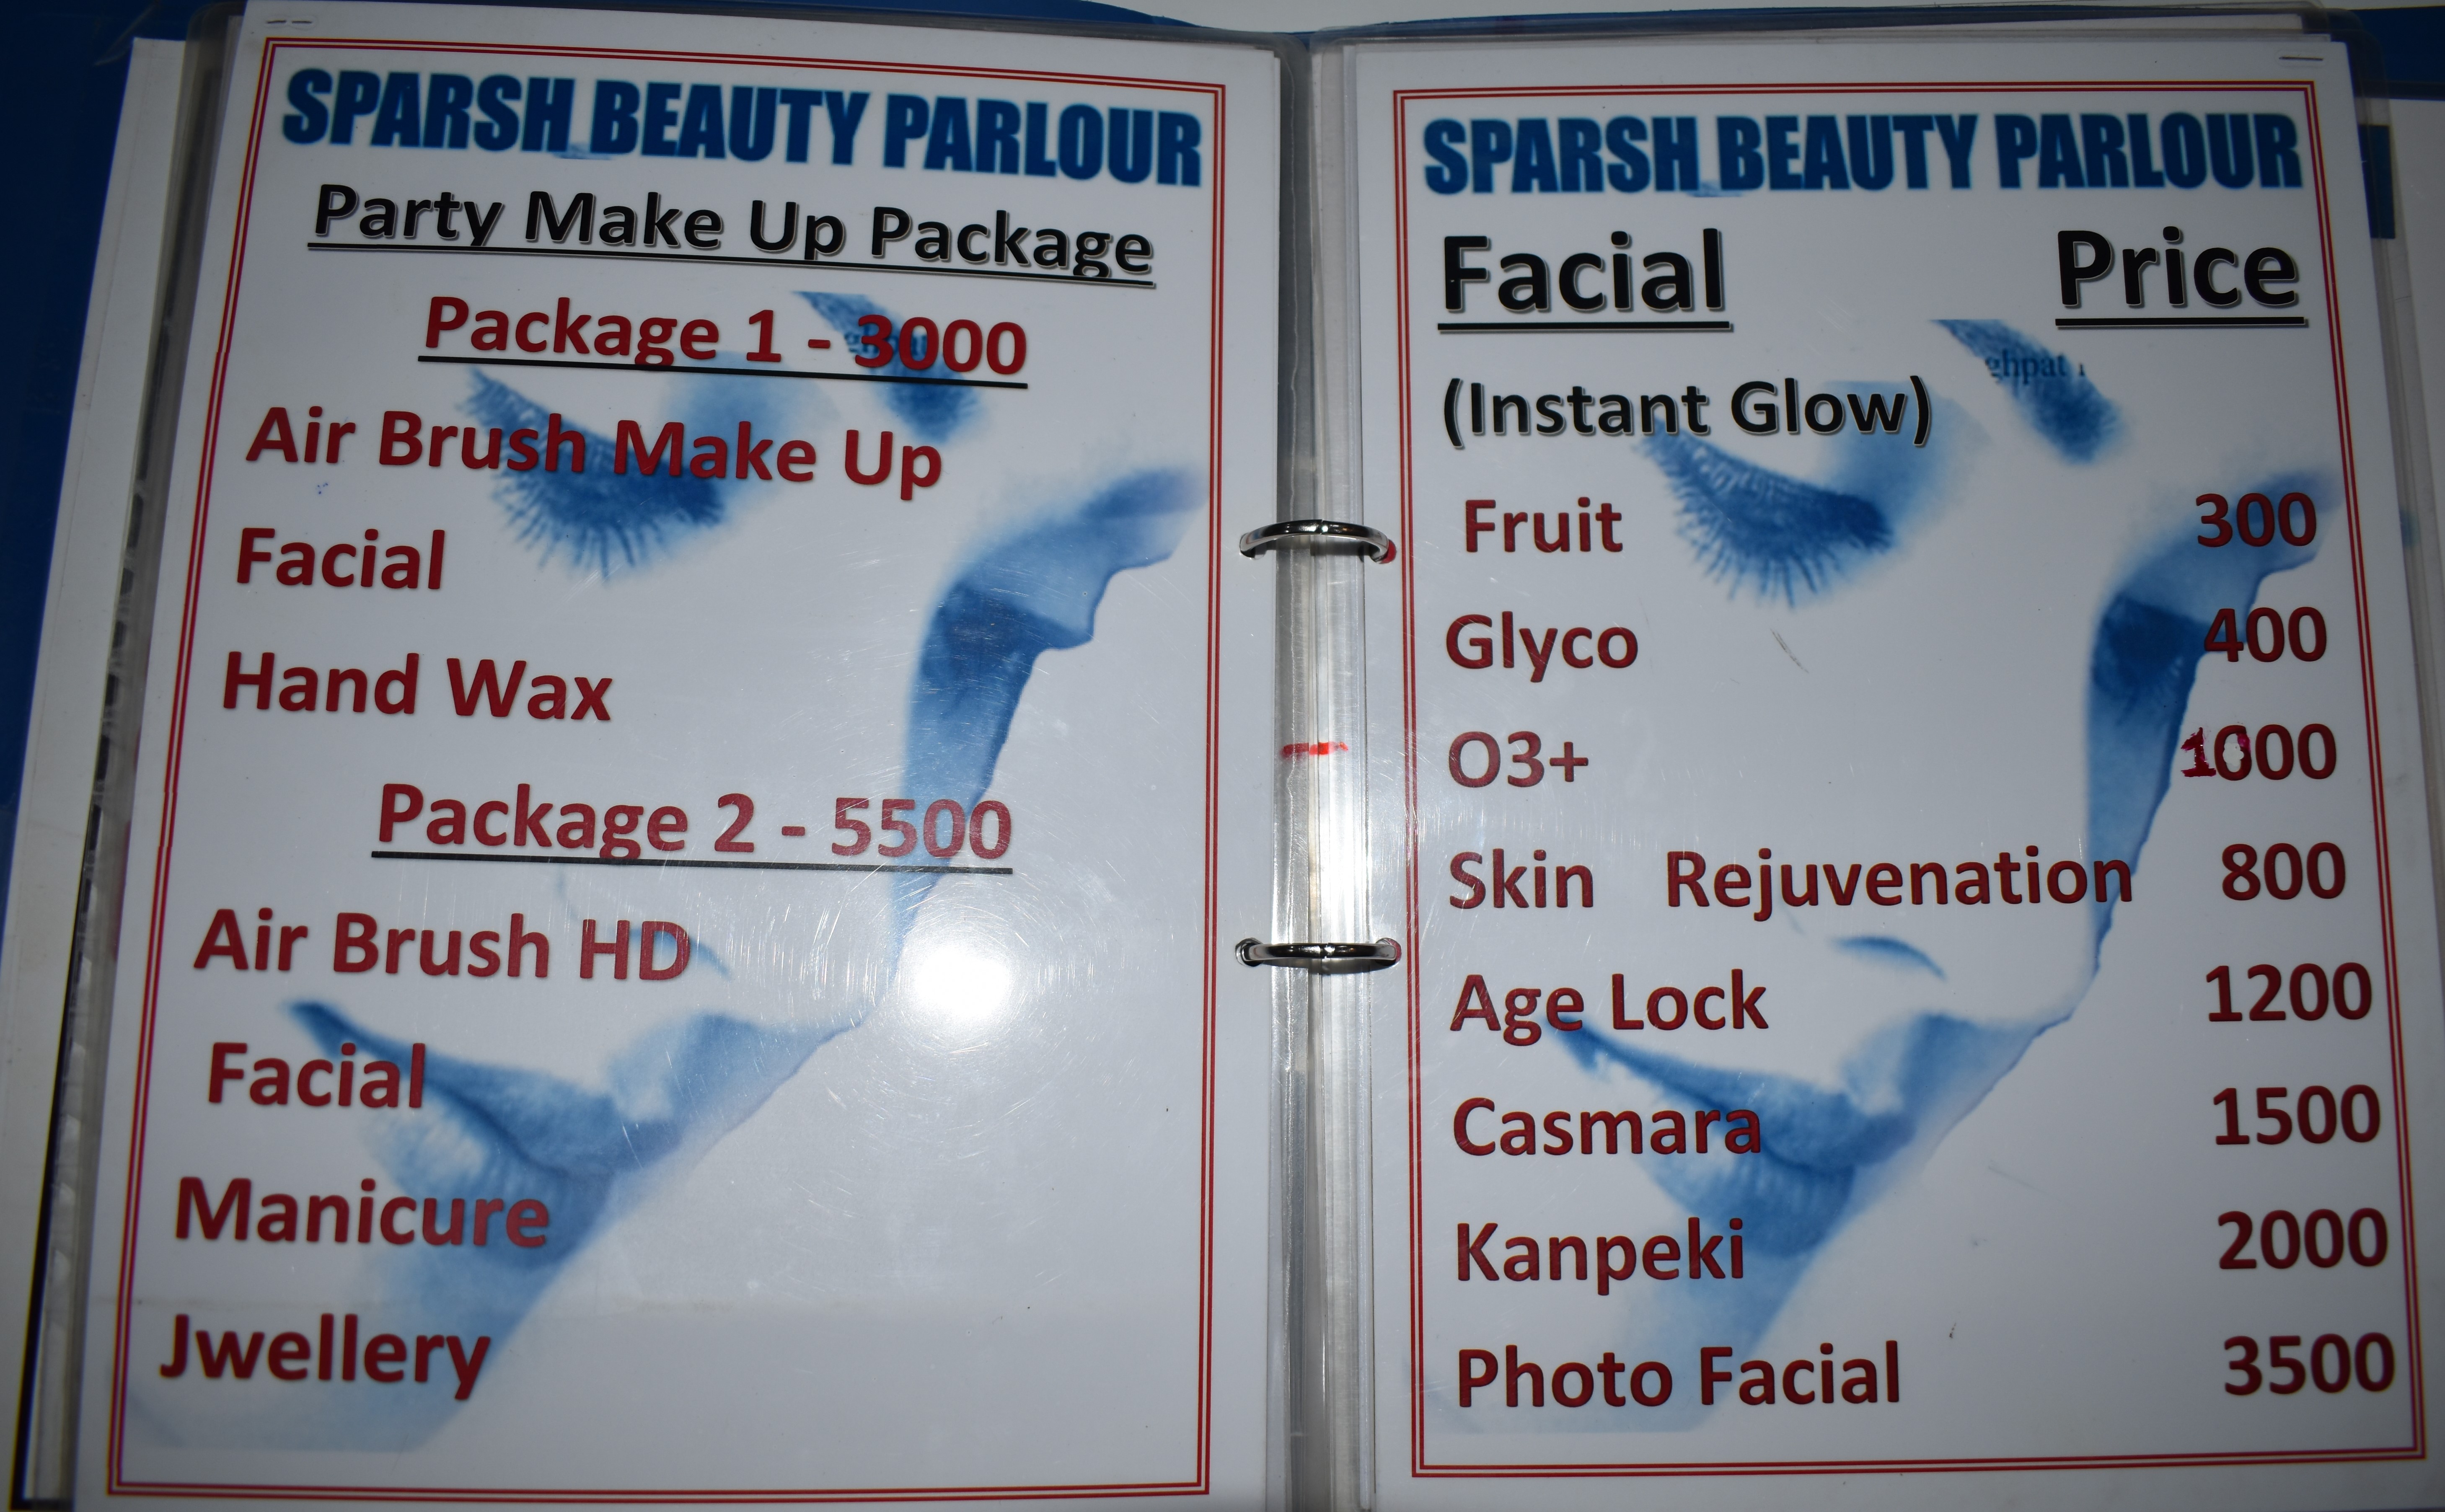 SPARSH BEAUTY PARLOUR
Party Make Up Package
Package 1 - 3000
Air Brush Make Up
Facial
Hand Wax
Package 2 - 5500
Air Brush HD
Facial
Manicure
Jwellery
SPARSH BEAUTY PARLOUR
Facial Price
ghpat
(Instant Glow)
Fruit 300
Glyco 400
O3+ 1000
Skin Rejuvenation 800
Age Lock 1200
Casmara 1500
Kanpeki 2000
Photo Facial 3500